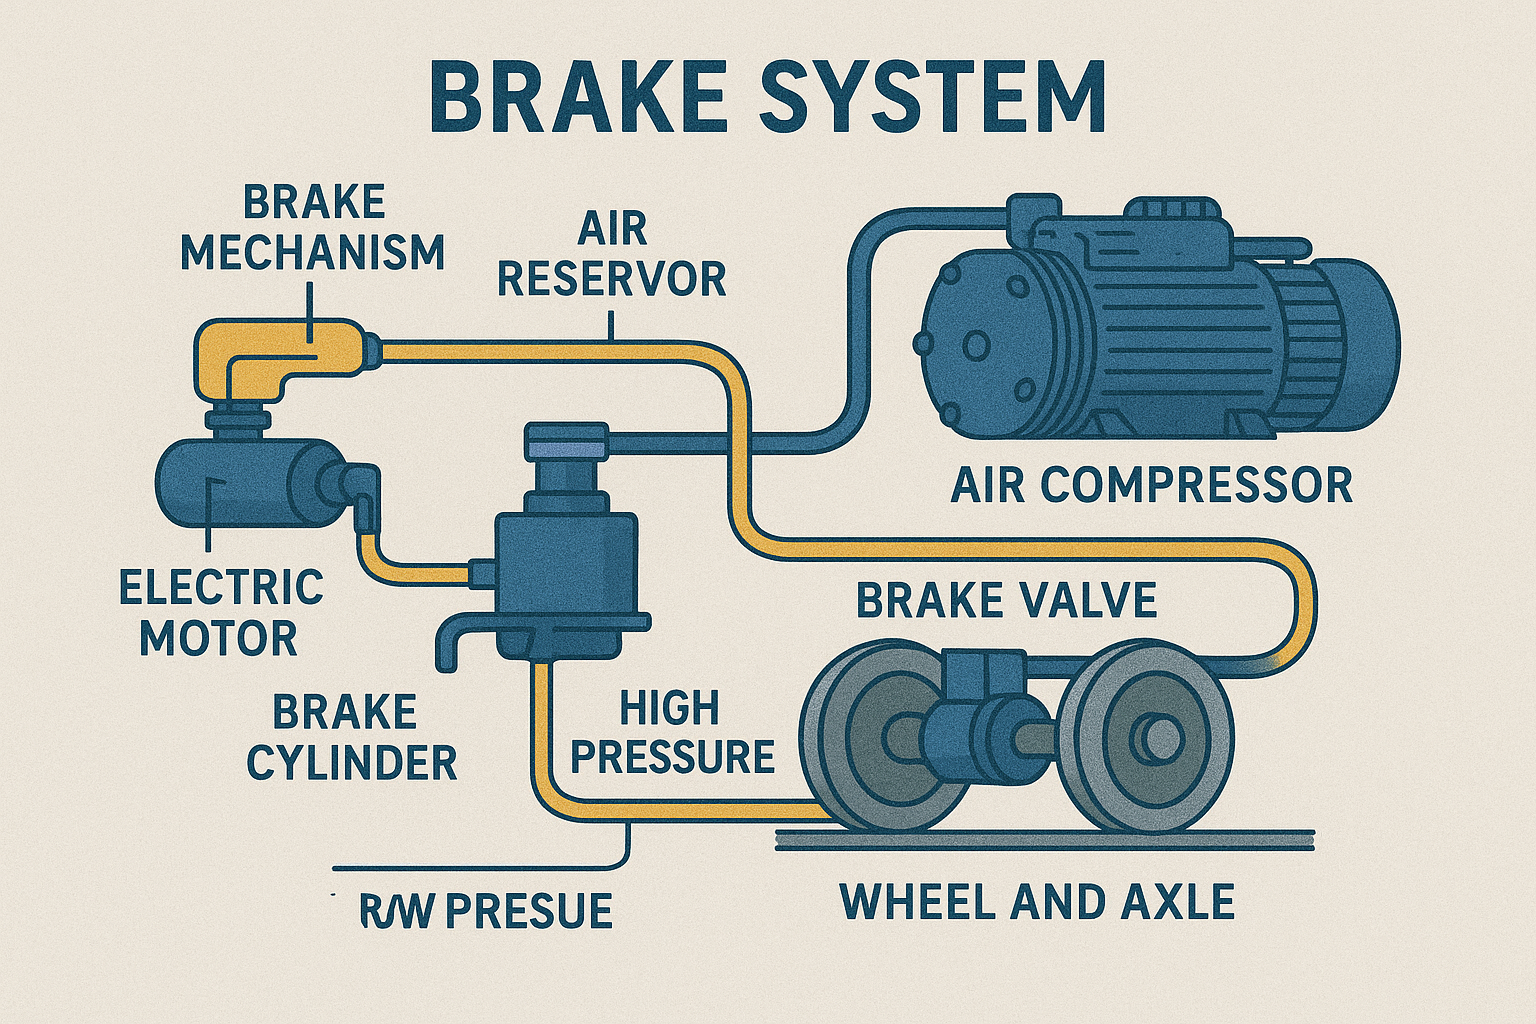 BRAKE SYSTEM
BRAKE
MECHANISM
AIR
RESERVOR
AIR COMPRESSOR
ELECTRIC
MOTOR
BRAKE VALVE
BRAKE
CYLINDER
HIGH
PRESSURE
PRESUE
WHEEL AND AXLE